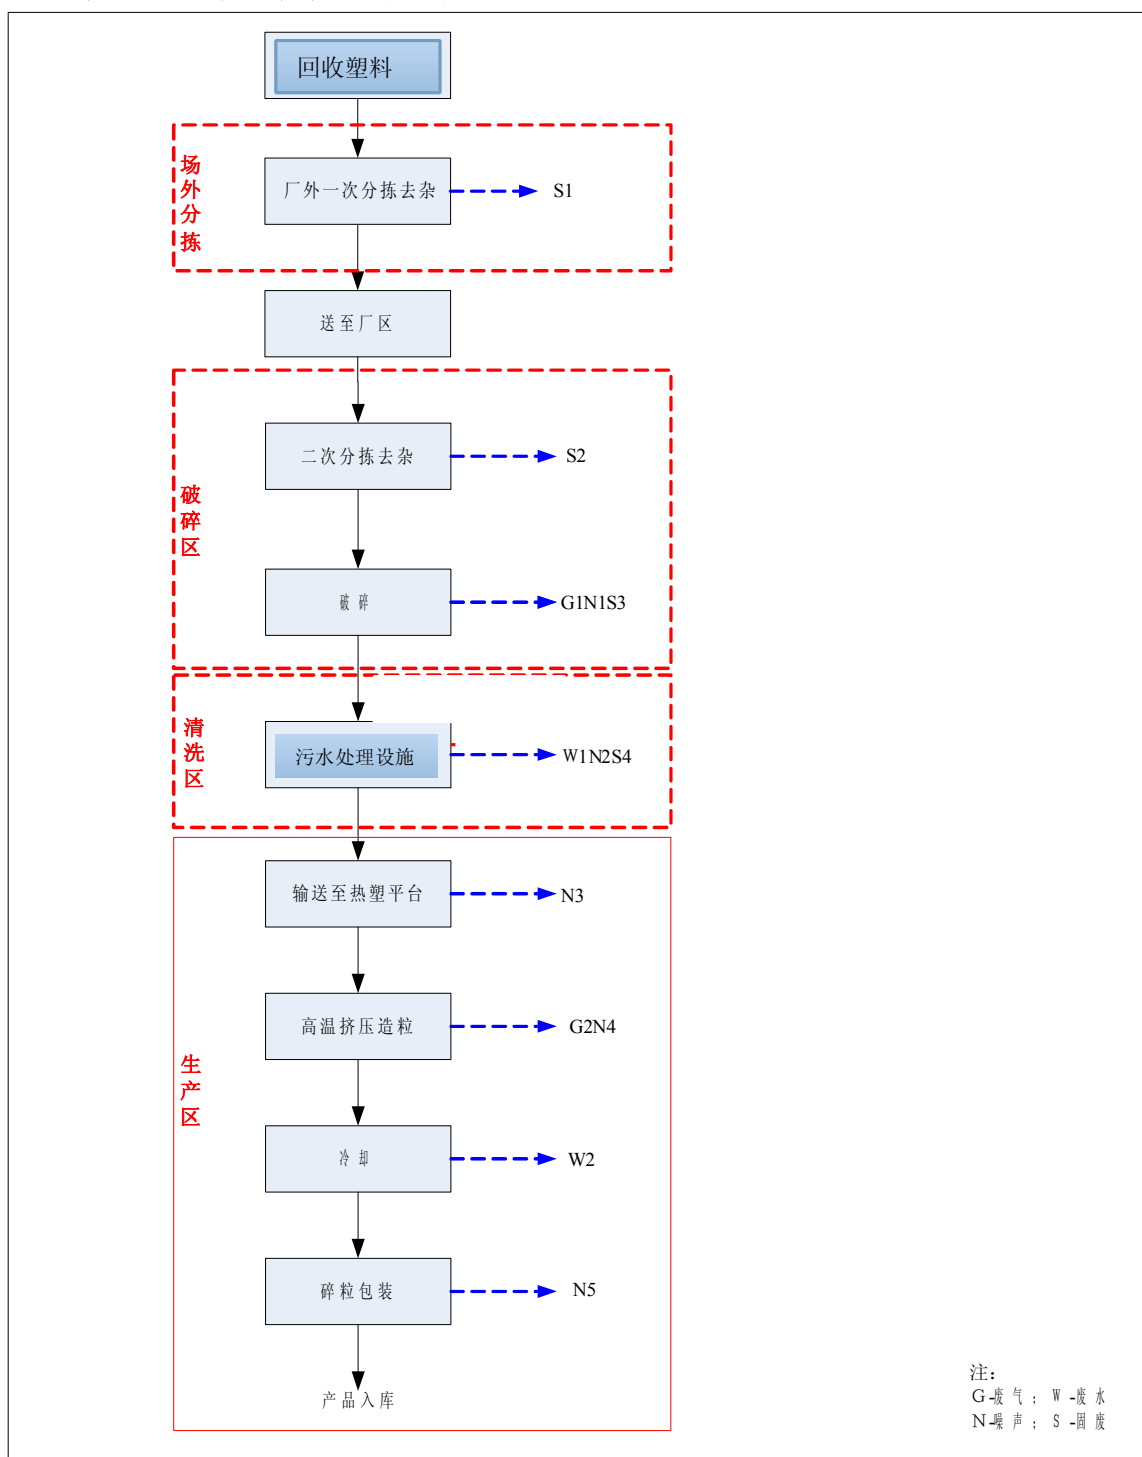 回收塑料
场外分拣
厂外一次分拣去杂
S1
送至厂区
破碎区
二次分拣去杂
S2
破碎
G1N1S3
清洗区
污水处理设施
W1N2S4
生产区
输送至热塑平台
N3
高温挤压造粒
G2N4
冷却
W2
碎粒包装
N5
产品入库
注：
G-废气；W-废水
N-噪声；S-固废